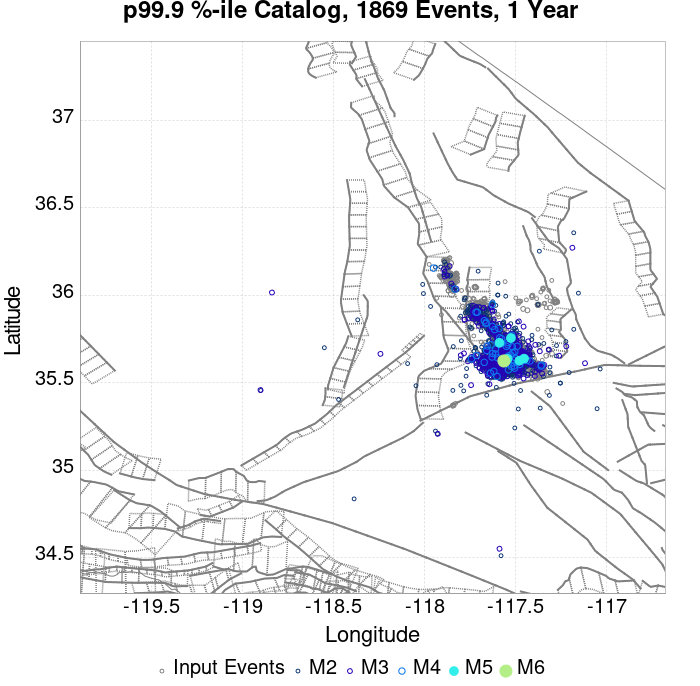 p99.9 %-ile Catalog, 1869 Events, 1 Year
37
36.5
36
35.5
35
34.5
Latitude
-119.5 -119 -118.5 -118 -117.5 -117
Longitude
Input Events M2 M3 M4 M5 M6